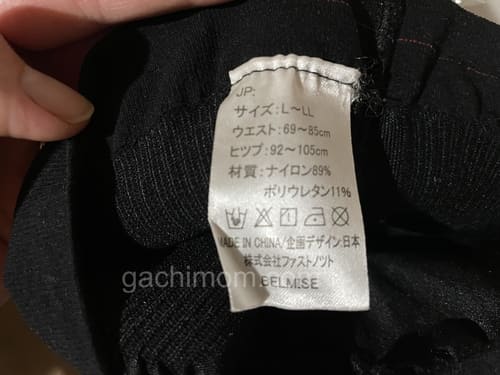 JP:
サイズ：L～LL
ウエスト：69～85cm
ヒップ：92～105cm
材質：ナイロン89%
ポリウレタン11%
MADE IN CHINA/企画デザイン:日本
株式会社ファストノット
BELMISE
gachimom.com